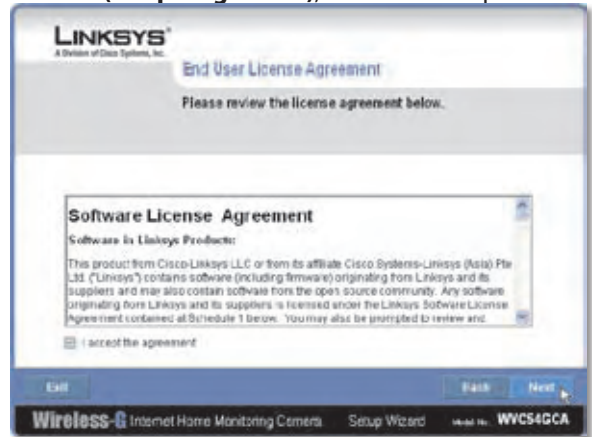 LINKSYS®
A Division of Cisco Systems, Inc.
End User License Agreement
Please review the license agreement below.
Software License Agreement
Software in Linksys Products:
This product from Cisco-Linksys LLC or from its affiliate Cisco Systems-Linksys (Asia) Pte
Ltd. ("Linksys") contains software (including firmware) originating from Linksys and its
suppliers and may also contain software from the open source community. Any software
originating from Linksys and its suppliers is licensed under the Linksys Software License
Agreement contained at Schedule 1 below. You may also be prompted to review and
I accept the agreement
Exit
Back
Next
Wireless-G Internet Home Monitoring Camera
Setup Wizard
Model No.
WVC54GCA